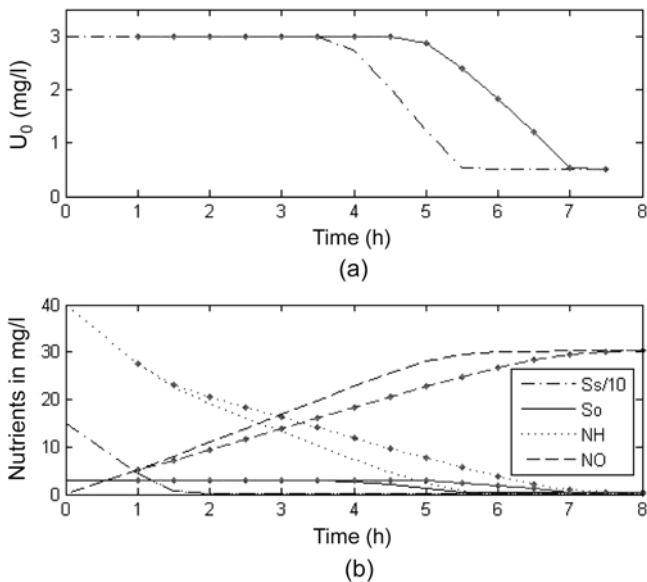 U0 (mg/l)
3
2
1
0
0 1 2 3 4 5 6 7 8
Time (h)
(a)
Nutrients in mg/l
40
30
20
10
0
Ss/10
So
NH
NO
0 1 2 3 4 5 6 7 8
Time (h)
(b)